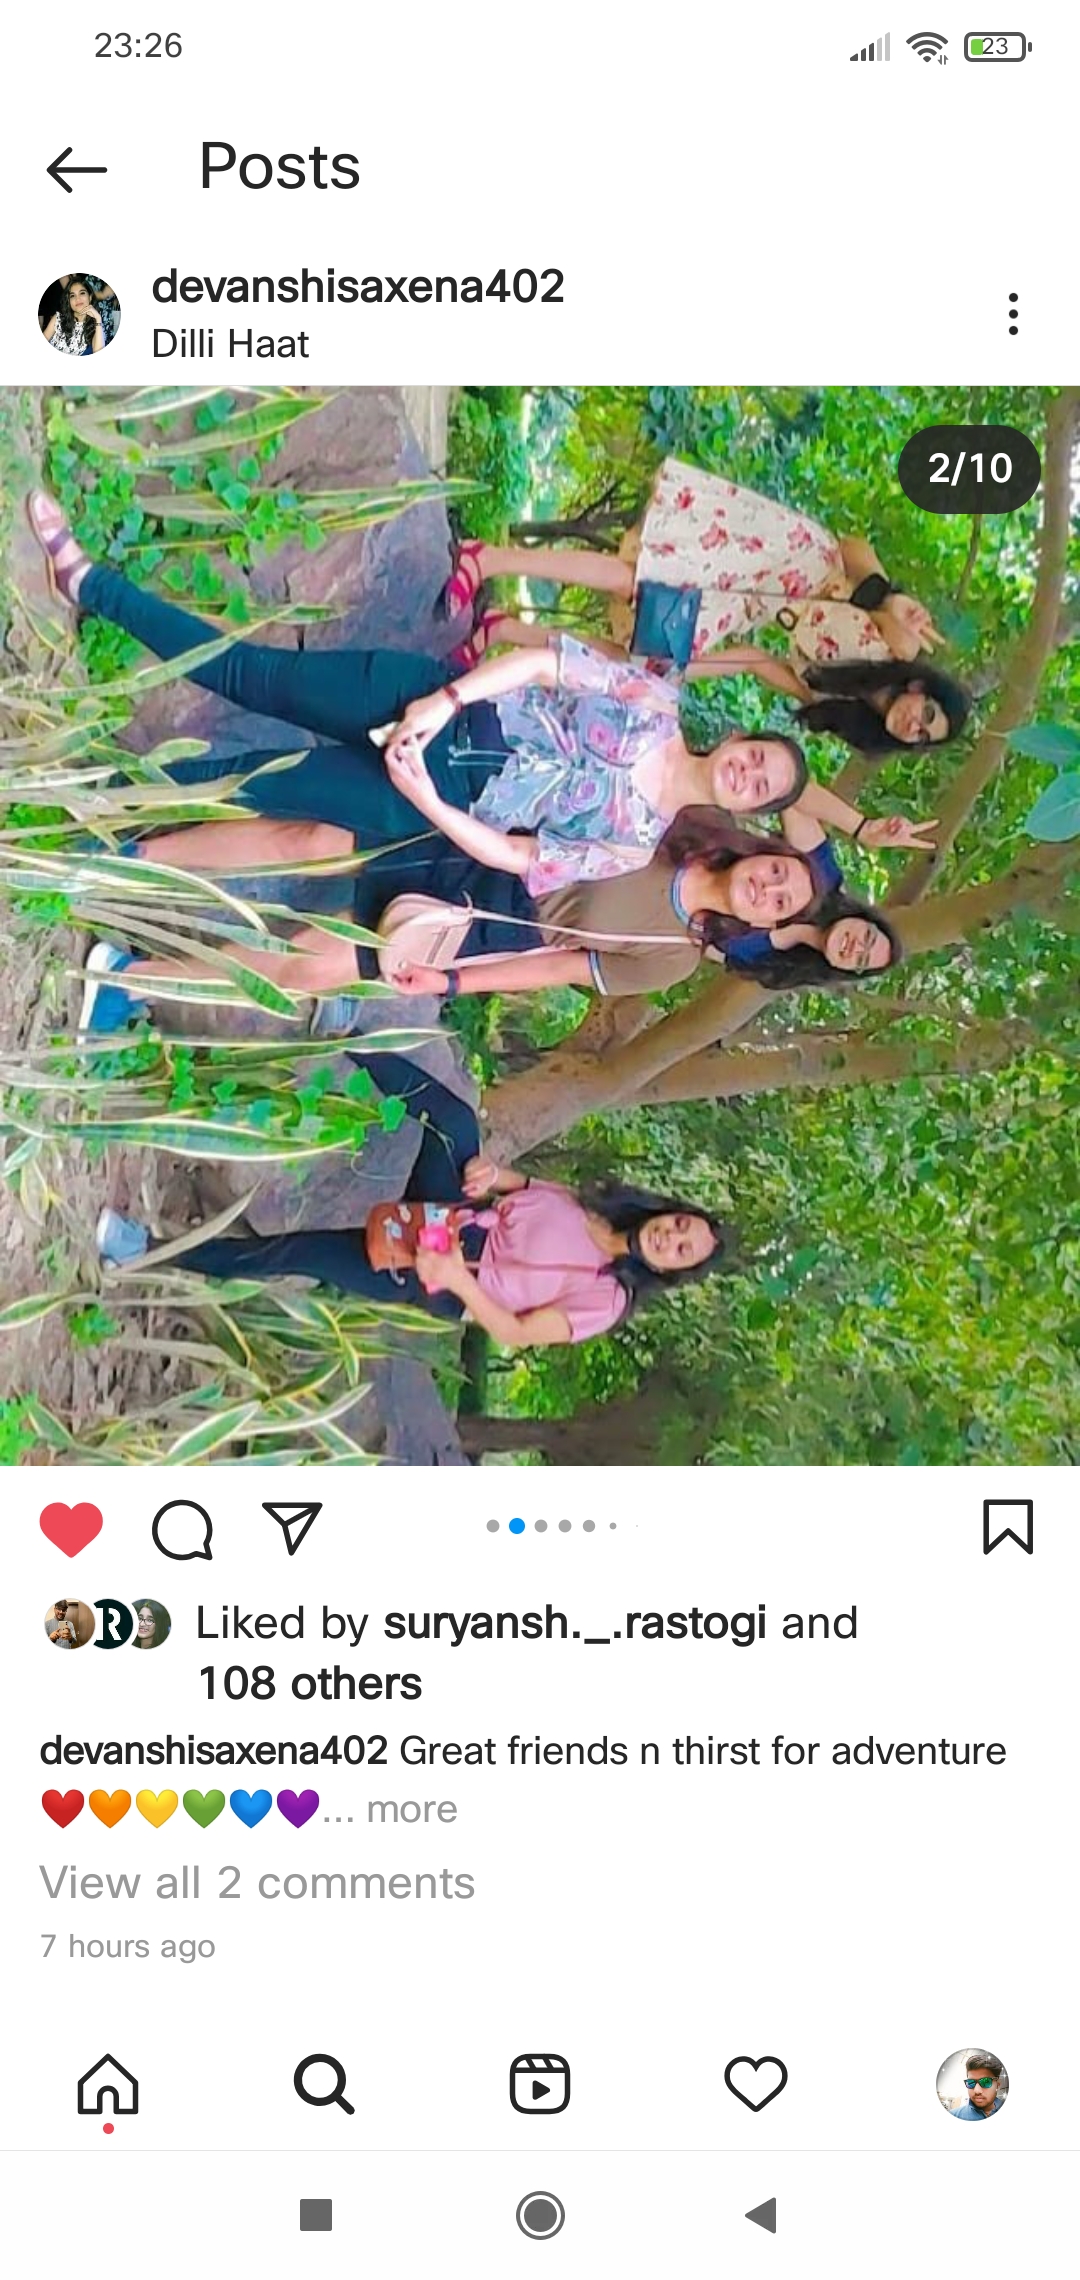 23:26
23
Posts
devanshisaxena402
Dilli Haat
2/10
R
Liked by suryansh._.rastogi and
108 others
devanshisaxena402 Great friends n thirst for adventure
❤️🧡💛💚💙💜... more
View all 2 comments
7 hours ago